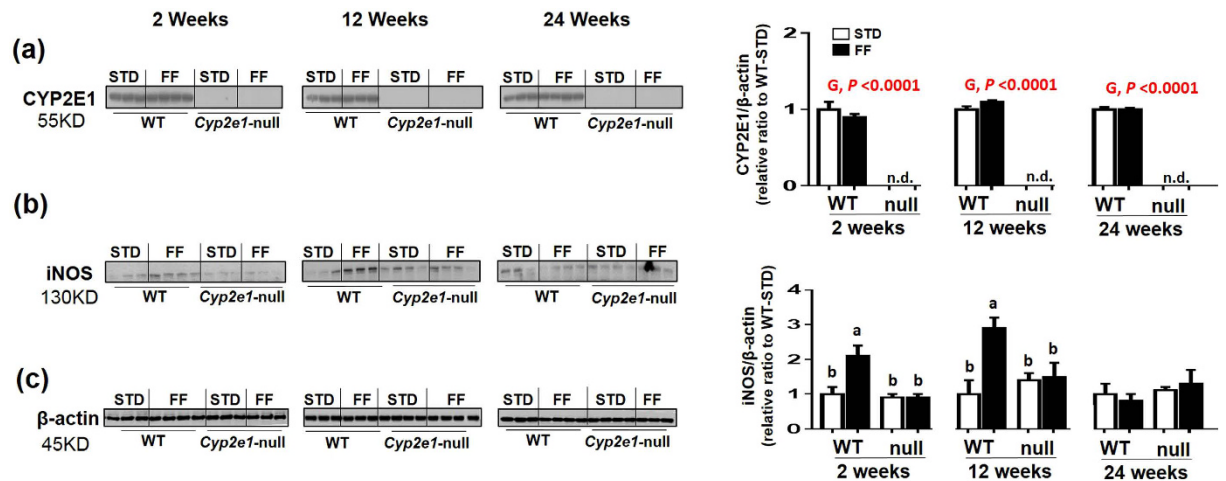 2 Weeks 12 Weeks 24 Weeks
(a)
STD FF STD FF STD FF STD FF STD FF STD FF
CYP2E1
55KD
WT Cyp2e1-null WT Cyp2e1-null WT Cyp2e1-null
(b)
STD FF STD FF STD FF STD FF STD FF STD FF
iNOS
130KD
WT Cyp2e1-null WT Cyp2e1-null WT Cyp2e1-null
(c)
STD FF STD FF STD FF STD FF STD FF STD FF
β-actin
45KD
WT Cyp2e1-null WT Cyp2e1-null WT Cyp2e1-null
CYP2E1/β-actin
(relative ratio to WT-STD)
2
1
0
STD
FF
G, P <0.0001 G, P <0.0001 G, P <0.0001
n.d. n.d. n.d.
WT null WT null WT null
2 weeks 12 weeks 24 weeks
iNOS/β-actin
(relative ratio to WT-STD)
4
3
2
1
0
b a b b b a b b
WT null WT null WT null
2 weeks 12 weeks 24 weeks